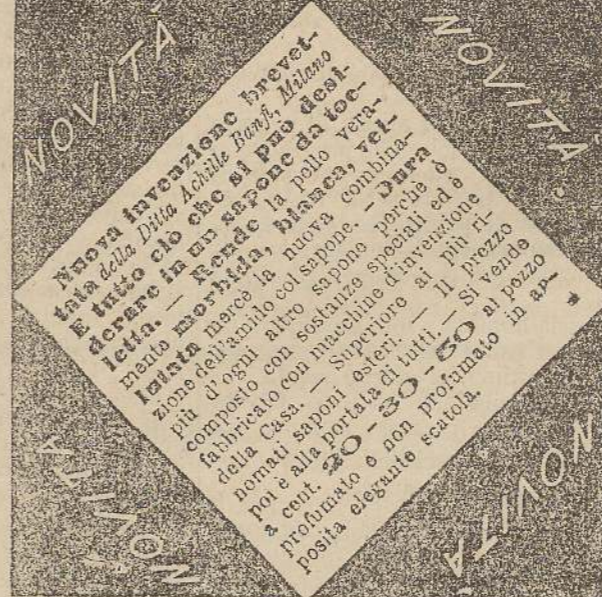 NOVITÀ
NOVITÀ
Nuova invenzione brevet-
tata della Ditta Achille Banfi, Milano
E tutto ciò che si può desi-
derare in un sapone da toe-
letta. — Rende la pelle vera-
mente morbida, bianca, vel-
lutata mercè la nuova combina-
zione dell'amido col sapone. — Dura
più d'ogni altro sapone perchè è
composto con sostanze speciali ed è
fabbricato con macchine d'invenzione
della Casa. — Superiore ai più ri-
nomati saponi esteri. — Il prezzo
poi è alla portata di tutti. — Si vende
a cent. 20-30-50 al pezzo
profumato e non profumato in ap-
posita elegante scatola.
NOVITÀ
NOVITÀ